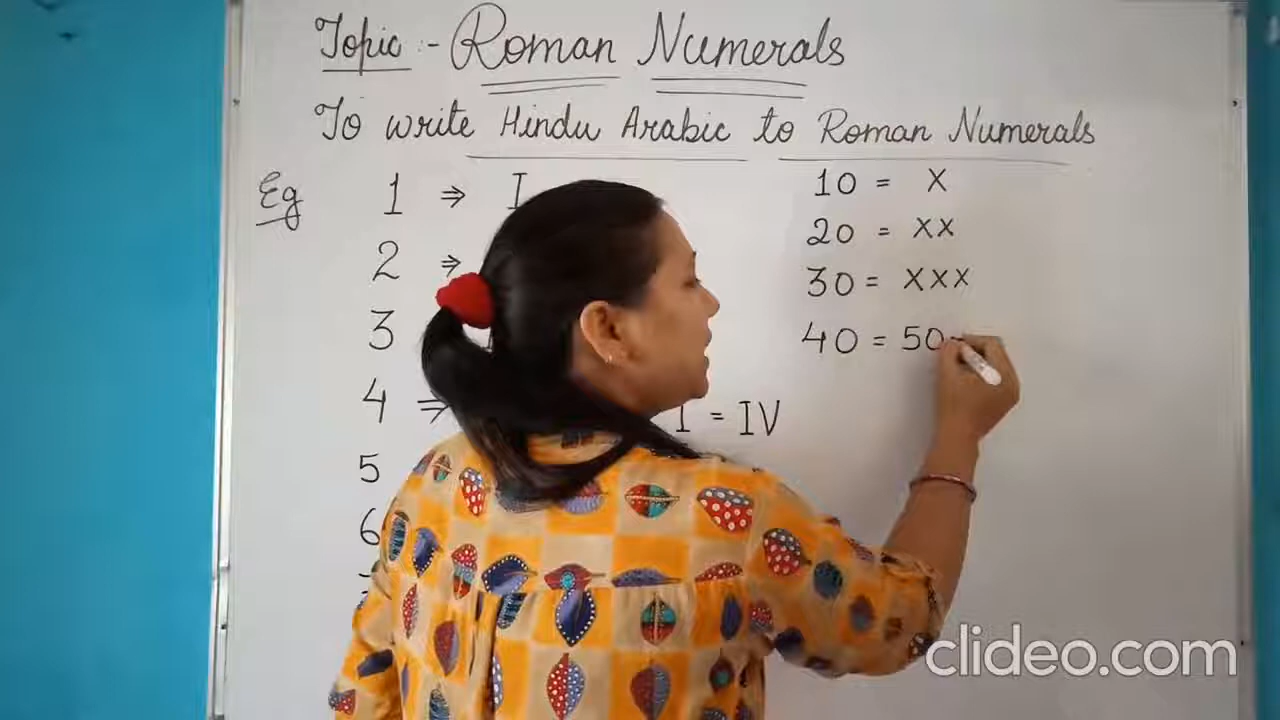 Topic :- Roman Numerals
To write Hindu Arabic to Roman Numerals
Eg 1 ⇒ I
2 ⇒
3
4 ⇒ I = IV
5
6
10 = X
20 = XX
30 = XXX
40 = 50-
clideo.com